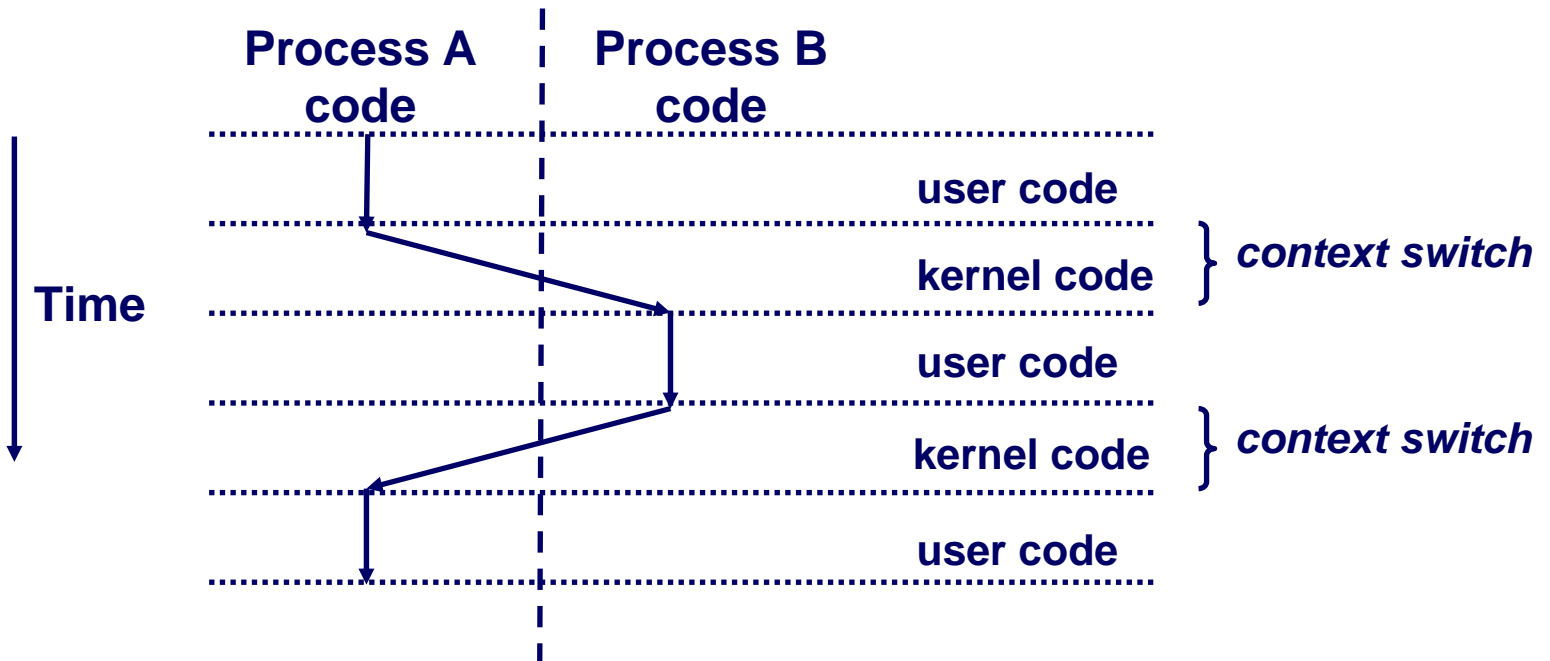 Process A
code
Process B
code
user code
context switch
kernel code
Time
user code
context switch
kernel code
user code